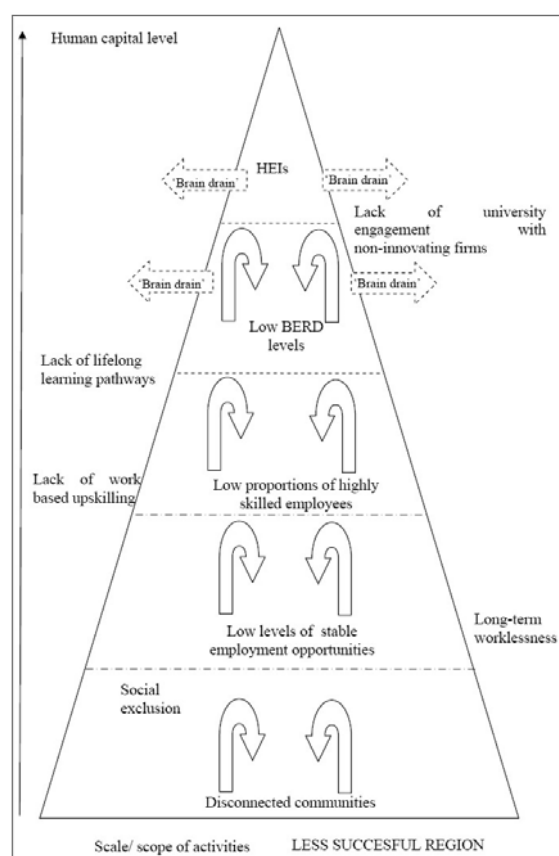 Human capital level
HEIs
'Brain drain'
'Brain drain'
Lack of university
engagement with
non-innovating firms
'Brain drain'
'Brain drain'
Low BERD
levels
Lack of lifelong
learning pathways
Lack of work
based upskilling
Low proportions of highly
skilled employees
Low levels of stable
employment opportunities
Long-term
worklessness
Social
exclusion
Disconnected communities
Scale/ scope of activities
LESS SUCCESFUL REGION